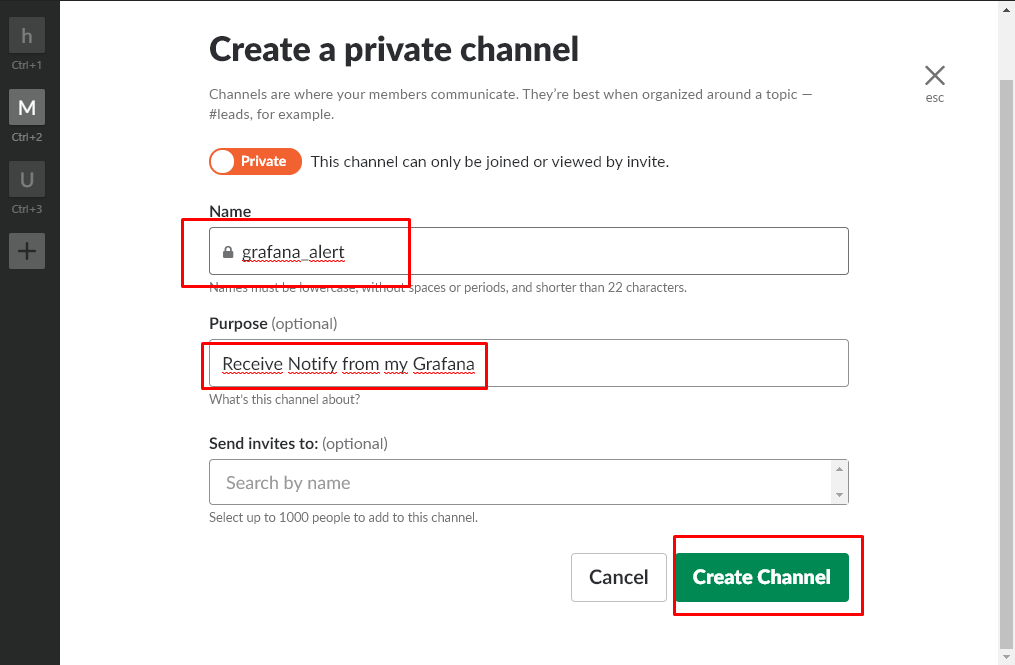 h
Ctrl+1
M
Ctrl+2
U
Ctrl+3
+
Create a private channel
esc
Channels are where your members communicate. They’re best when organized around a topic —
#leads, for example.
Private This channel can only be joined or viewed by invite.
Name
grafana_alert
Names must be lowercase, without spaces or periods, and shorter than 22 characters.
Purpose (optional)
Receive Notify from my Grafana
What’s this channel about?
Send invites to: (optional)
Search by name
Select up to 1000 people to add to this channel.
Cancel Create Channel